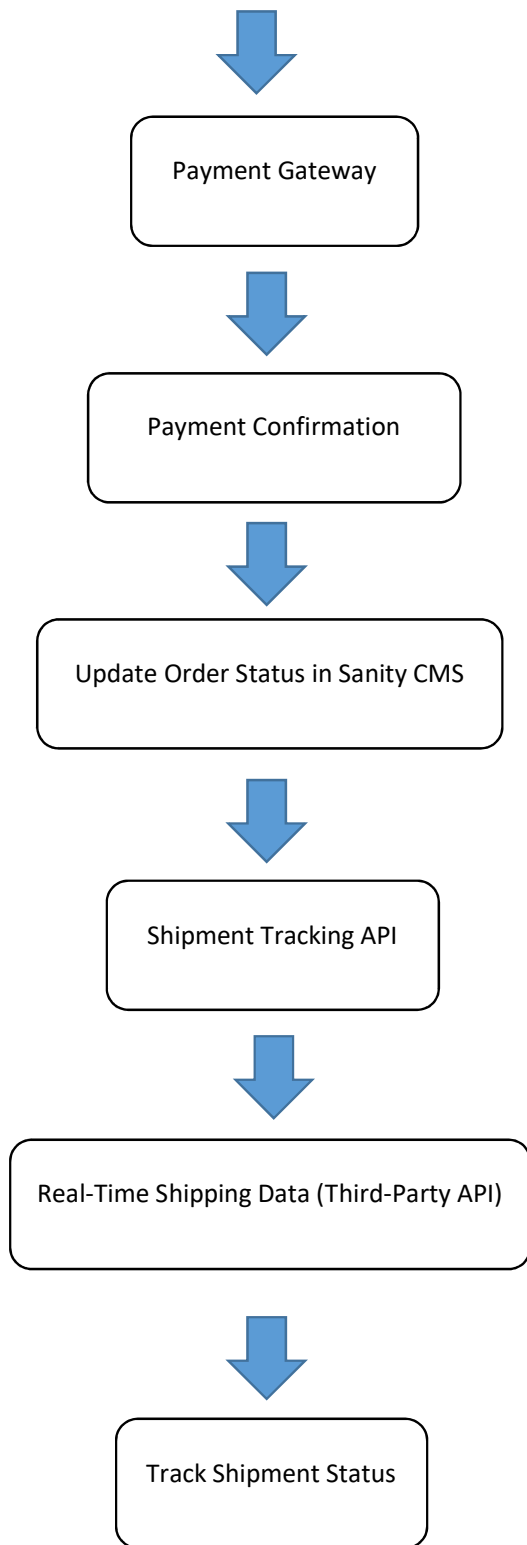 Payment Gateway
Payment Confirmation
Update Order Status in Sanity CMS
Shipment Tracking API
Real-Time Shipping Data (Third-Party API)
Track Shipment Status